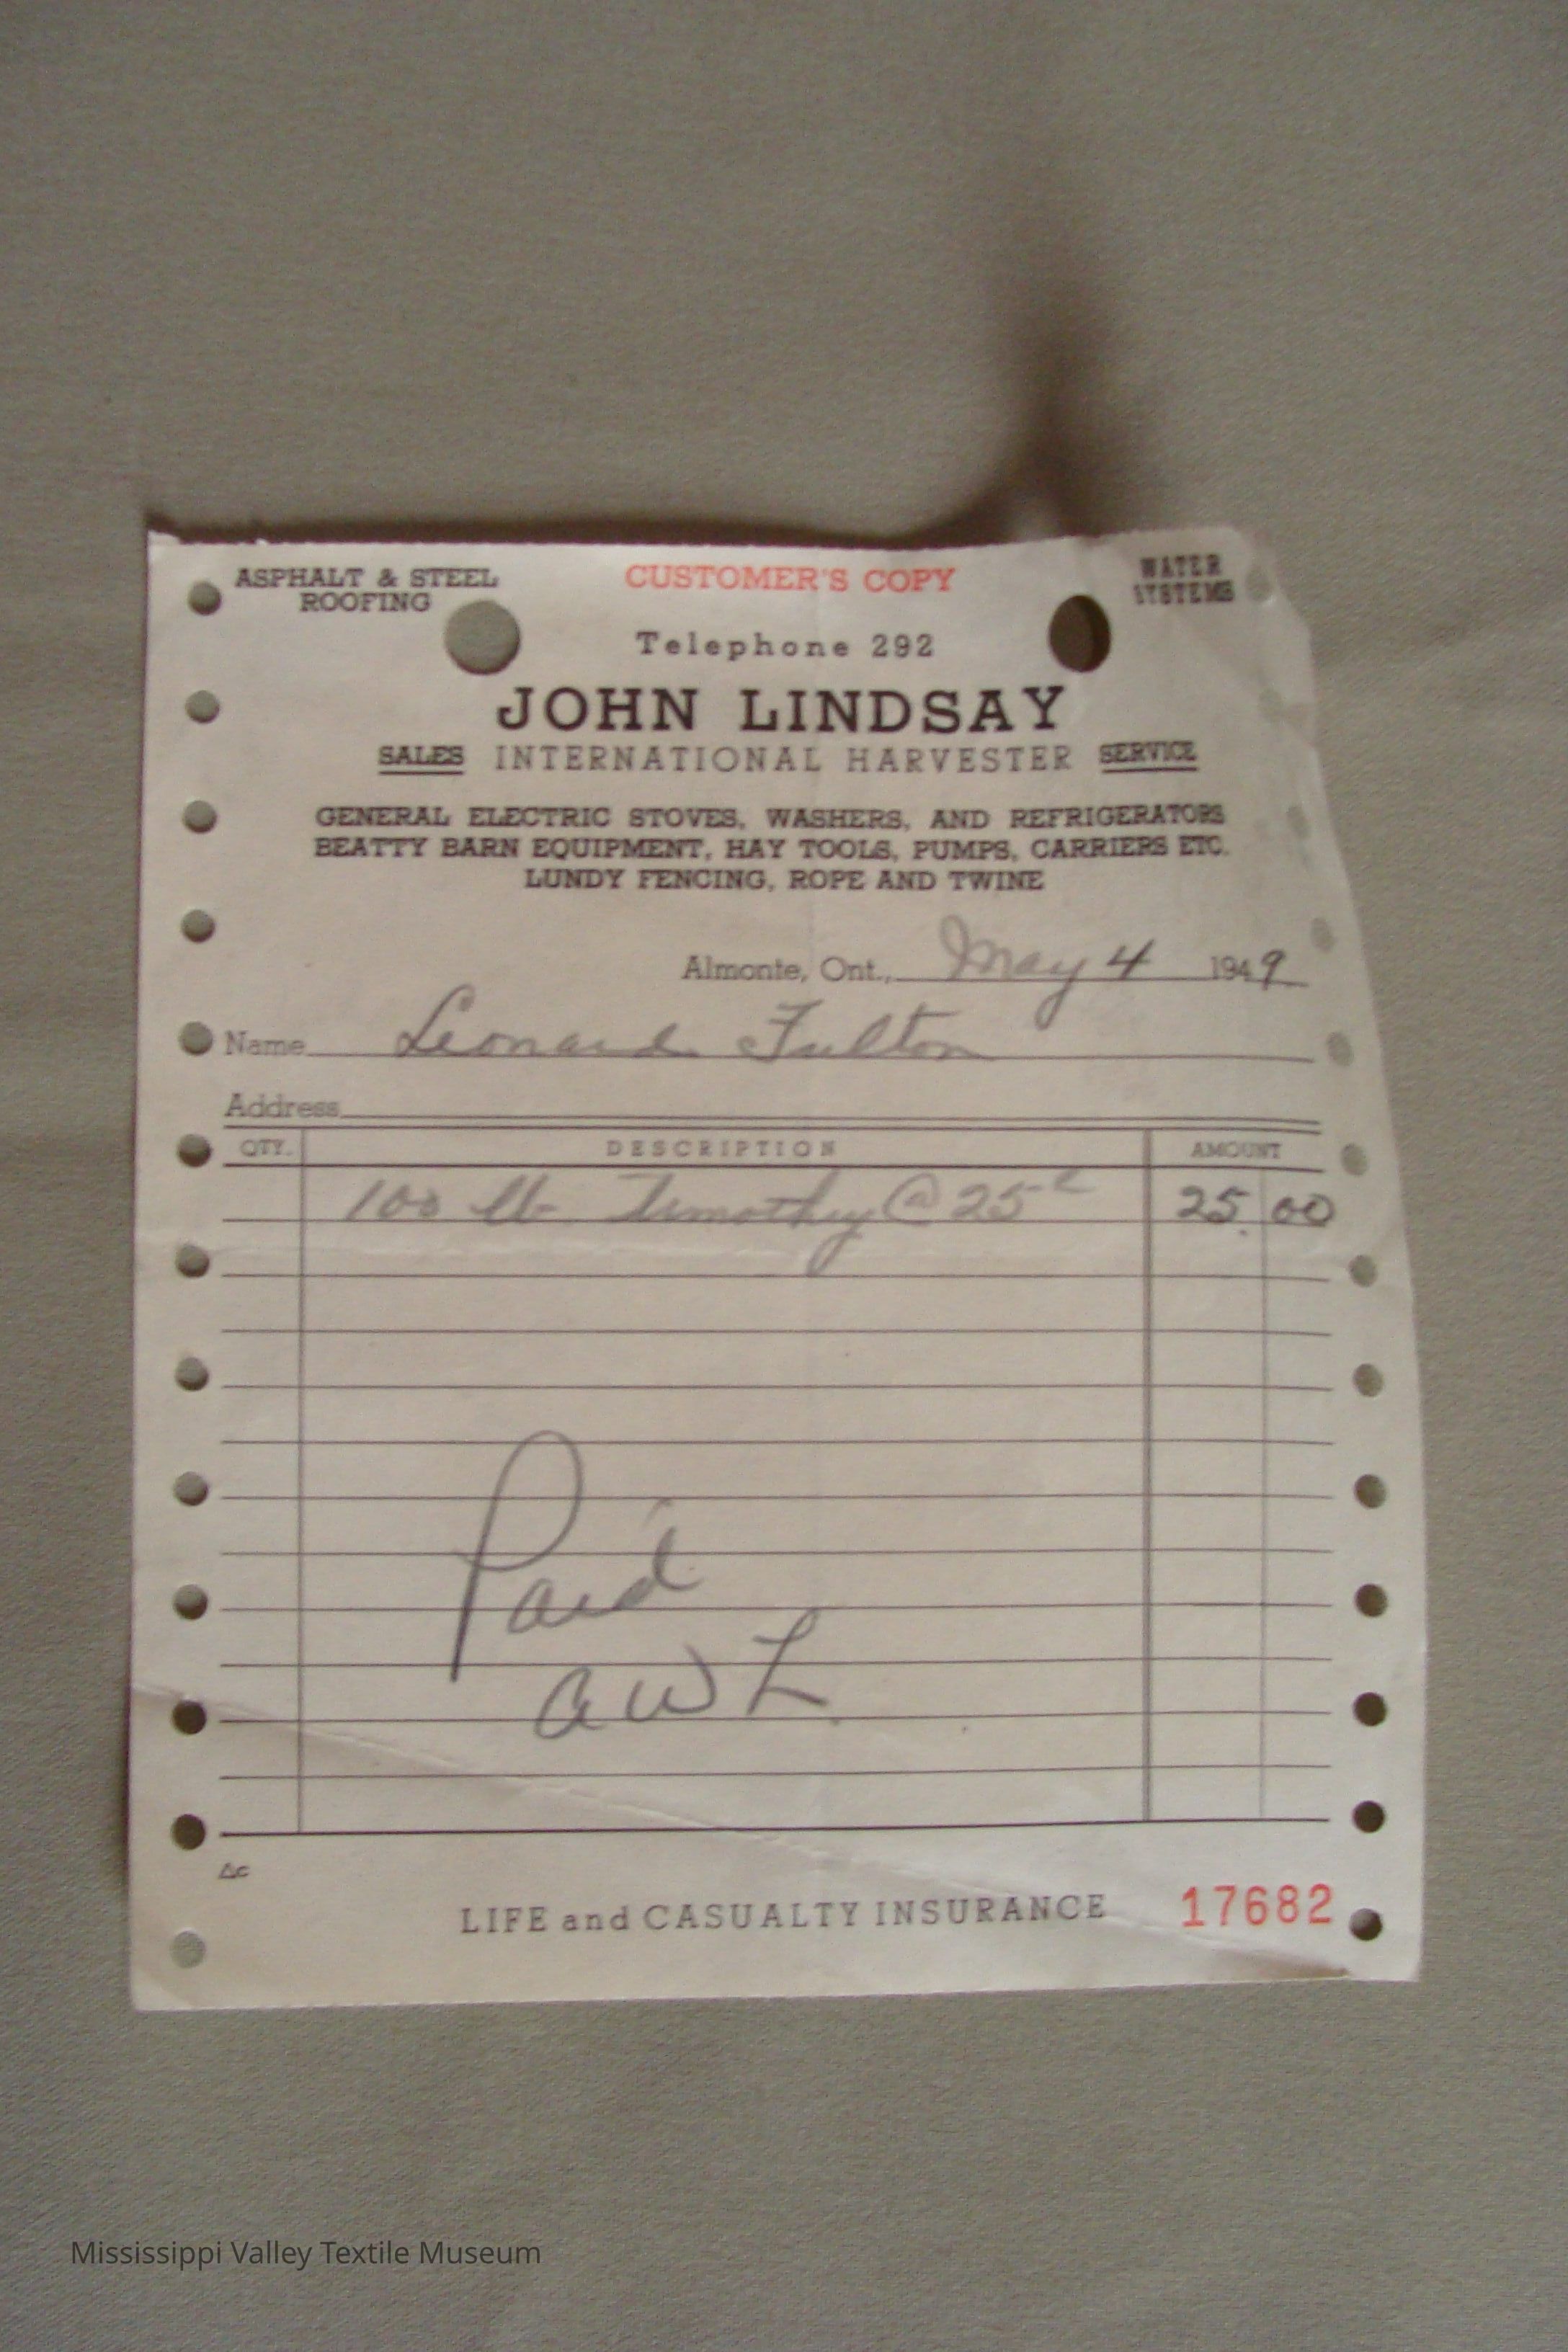 ASPHALT & STEEL
ROOFING
CUSTOMER'S COPY
WATER
SYSTEMS
Telephone 292
JOHN LINDSAY
SALES INTERNATIONAL HARVESTER SERVICE
GENERAL ELECTRIC STOVES, WASHERS, AND REFRIGERATORS
BEATTY BARN EQUIPMENT, HAY TOOLS, PUMPS, CARRIERS ETC.
LUNDY FENCING, ROPE AND TWINE
Almonte, Ont., May 4 1949
Name Leonard Fulton
Address
QTY. DESCRIPTION AMOUNT
100 lb Timothy @ 25¢ 25.00
Paid
AWL
LIFE and CASUALTY INSURANCE 17682
Mississippi Valley Textile Museum